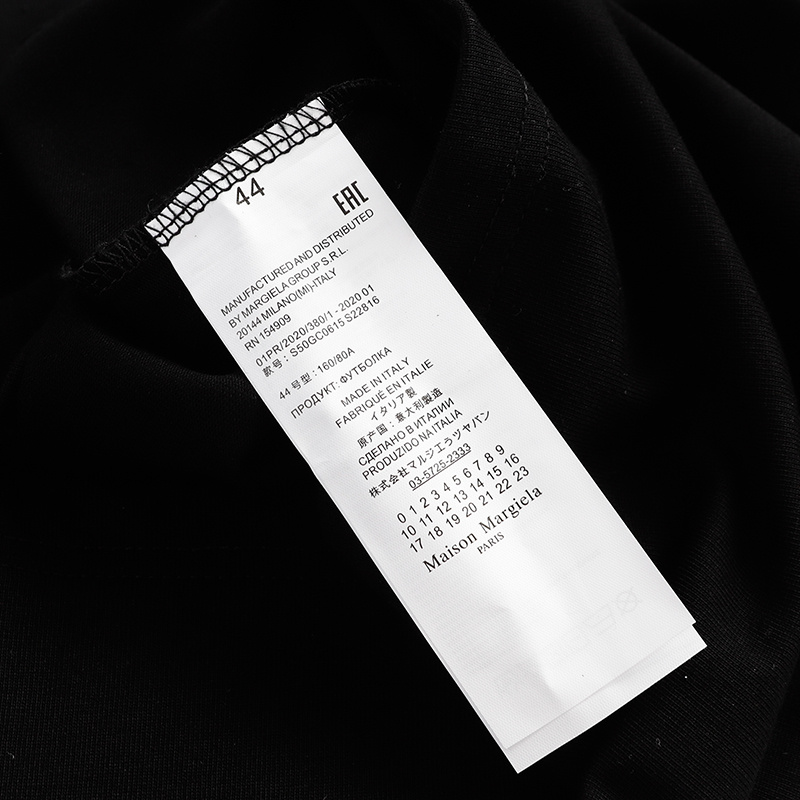 44
EAC
MANUFACTURED AND DISTRIBUTED
BY MARGIELA GROUP S.R.L.
20144 MILANO(MI)-ITALY
RN 154909
01PR/2020/380/1-2020 01
款号：S50GC0615 S22816
44 号型：160/80A
ПРОДУКТ: ФУТБОЛКА
MADE IN ITALY
FABRIQUE EN ITALIE
イタリア製
原产国：意大利製造
СДЕЛАНО В ИТАЛИИ
PRODUZIDO NA ITALIA
株式会社マルジエラヅヤバン
03-5725-2333
0 1 2 3 4 5 6 7 8 9
10 11 12 13 14 15 16
17 18 19 20 21 22 23
Maison Margiela
PARIS